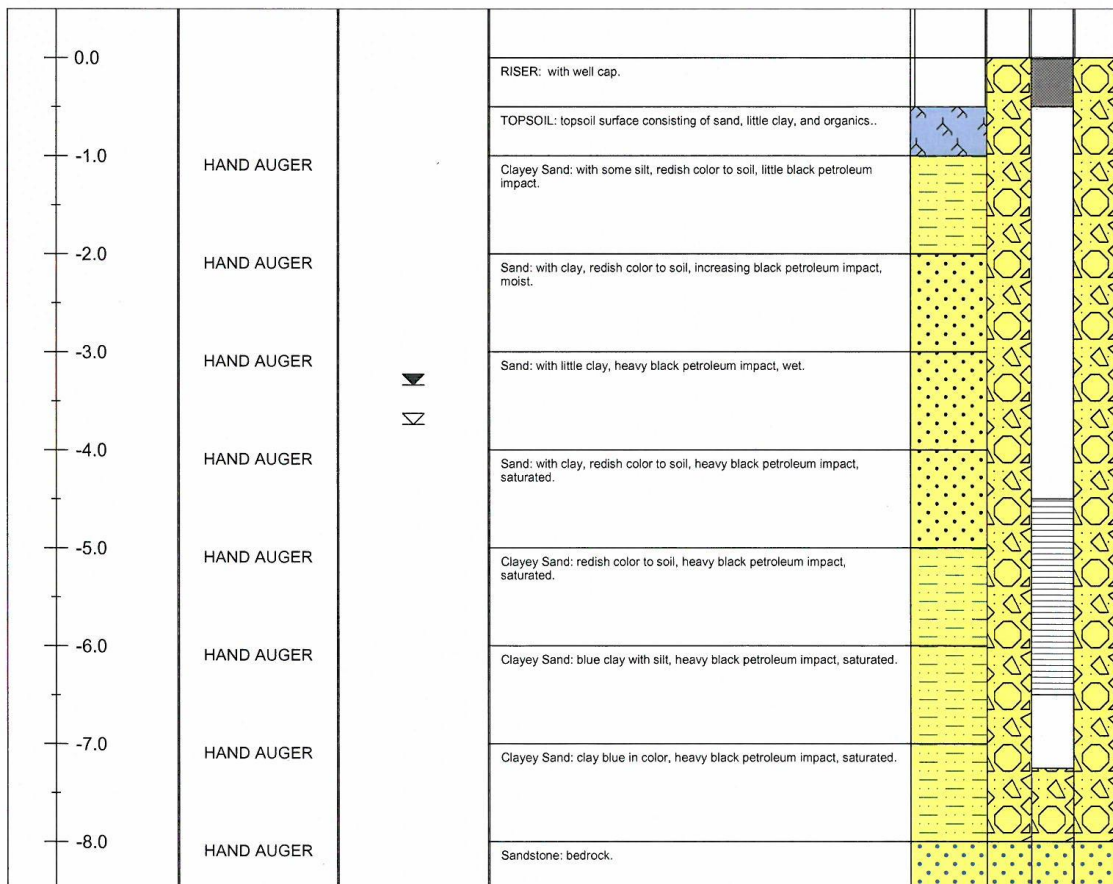 0.0
RISER: with well cap.
TOPSOIL: topsoil surface consisting of sand, little clay, and organics..
-1.0
HAND AUGER
Clayey Sand: with some silt, redish color to soil, little black petroleum
impact.
-2.0
HAND AUGER
Sand: with clay, redish color to soil, increasing black petroleum impact,
moist.
-3.0
HAND AUGER
Sand: with little clay, heavy black petroleum impact, wet.
-4.0
HAND AUGER
Sand: with clay, redish color to soil, heavy black petroleum impact,
saturated.
-5.0
HAND AUGER
Clayey Sand: redish color to soil, heavy black petroleum impact,
saturated.
-6.0
HAND AUGER
Clayey Sand: blue clay with silt, heavy black petroleum impact, saturated.
-7.0
HAND AUGER
Clayey Sand: clay blue in color, heavy black petroleum impact, saturated.
-8.0
HAND AUGER
Sandstone: bedrock.